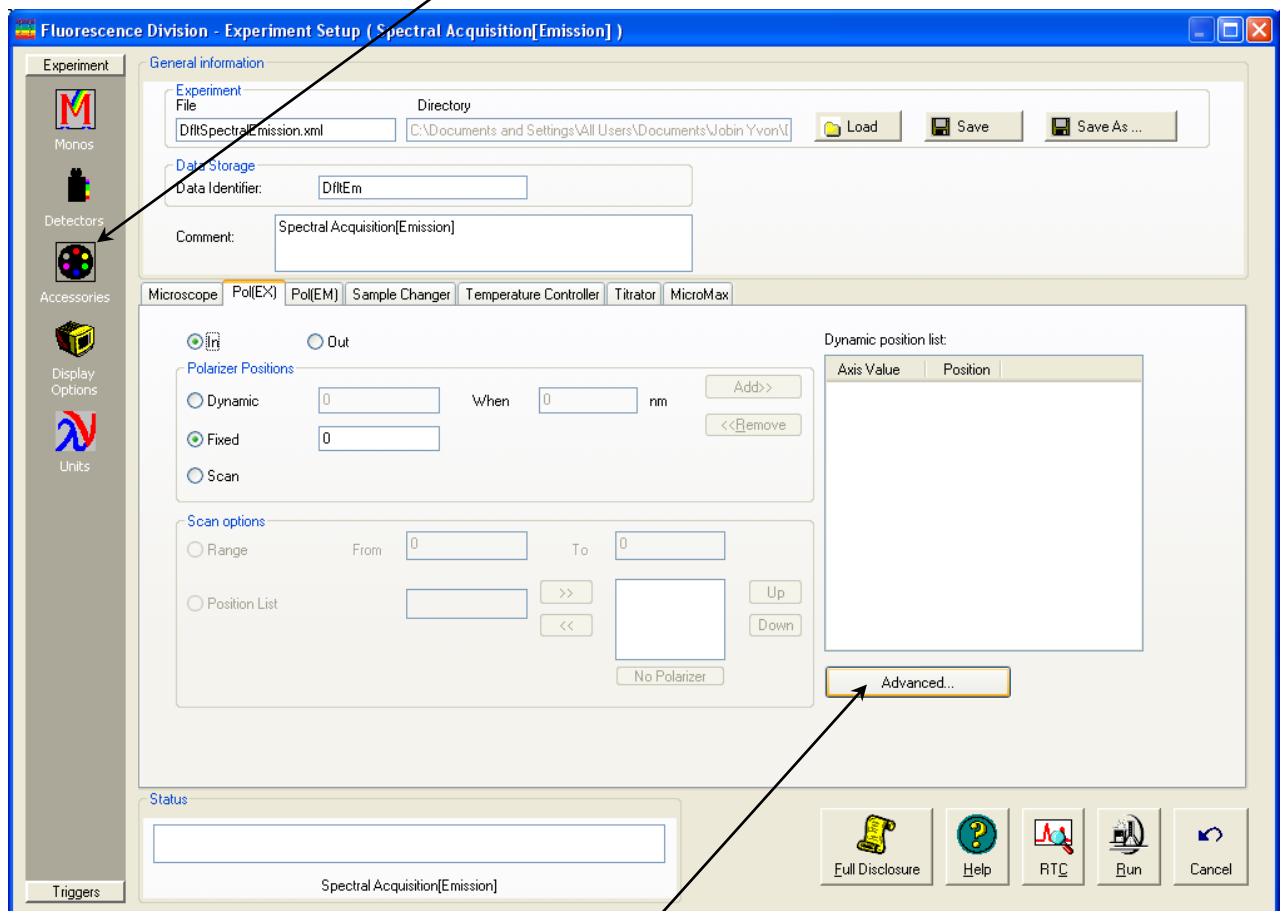 Fluorescence Division - Experiment Setup ( Spectral Acquisition[Emission] )
Experiment
Monos
Detectors
Accessories
Display
Options
Units
Triggers
General information
Experiment
File
Directory
DfltSpectralEmission.xml
C:\Documents and Settings\All Users\Documents\Jobin Yvon\
Load
Save
Save As ...
Data Storage
Data Identifier:
DfltEm
Comment:
Spectral Acquisition[Emission]
Microscope
Pol(EX)
Pol(EM)
Sample Changer
Temperature Controller
Titrator
MicroMax
In
Out
Polarizer Positions
Dynamic
0
When
0
nm
Add>>
<<Remove
Fixed
0
Scan
Scan options
Range
From
0
To
0
Position List
>>
<<
Up
Down
No Polarizer
Dynamic position list:
Axis Value
Position
Advanced...
Status
Spectral Acquisition[Emission]
Full Disclosure
Help
RTC
Run
Cancel